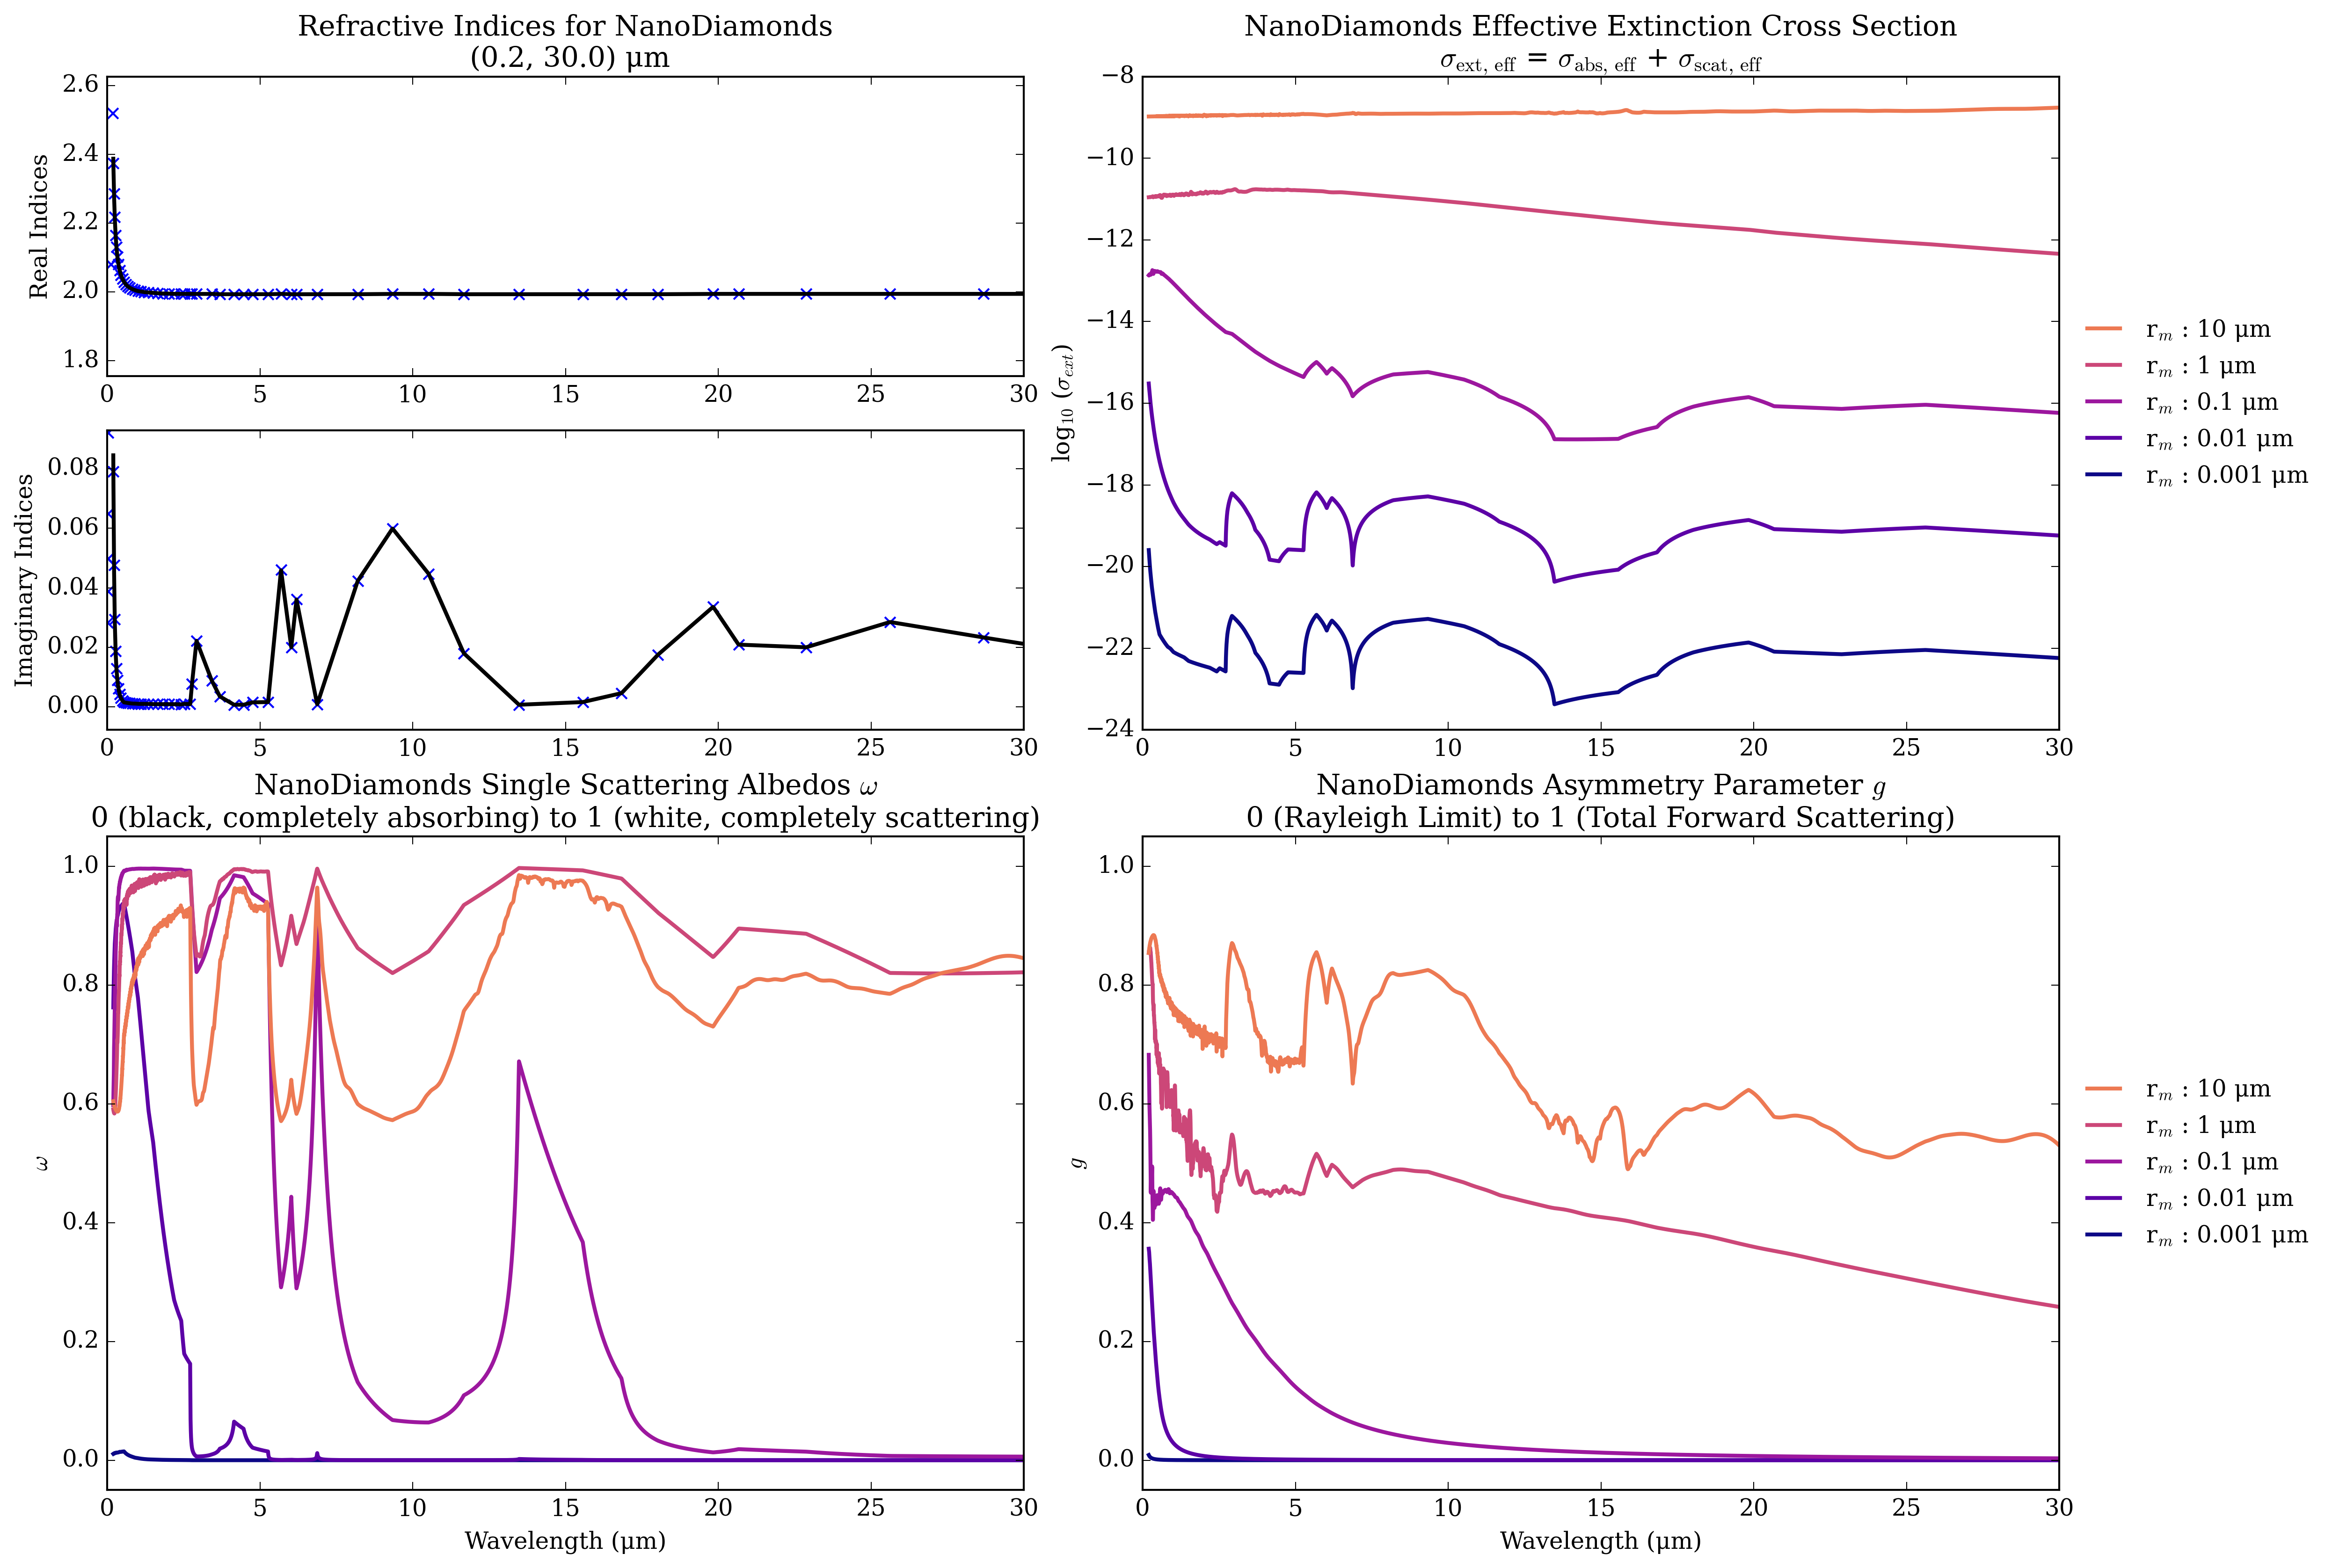 Refractive Indices for NanoDiamonds
(0.2, 30.0) μm
2.6
2.4
2.2
2.0
1.8
Real Indices
0 5 10 15 20 25 30
0.08
0.06
0.04
0.02
0.00
Imaginary Indices
0 5 10 15 20 25 30
NanoDiamonds Effective Extinction Cross Section
σext, eff = σabs, eff + σscat, eff
−8
−10
−12
−14
−16
−18
−20
−22
−24
log10 (σext)
0 5 10 15 20 25 30
rm : 10 μm
rm : 1 μm
rm : 0.1 μm
rm : 0.01 μm
rm : 0.001 μm
NanoDiamonds Single Scattering Albedos ω
0 (black, completely absorbing) to 1 (white, completely scattering)
1.0
0.8
0.6
0.4
0.2
0.0
ω
0 5 10 15 20 25 30
Wavelength (μm)
NanoDiamonds Asymmetry Parameter g
0 (Rayleigh Limit) to 1 (Total Forward Scattering)
1.0
0.8
0.6
0.4
0.2
0.0
g
0 5 10 15 20 25 30
Wavelength (μm)
rm : 10 μm
rm : 1 μm
rm : 0.1 μm
rm : 0.01 μm
rm : 0.001 μm